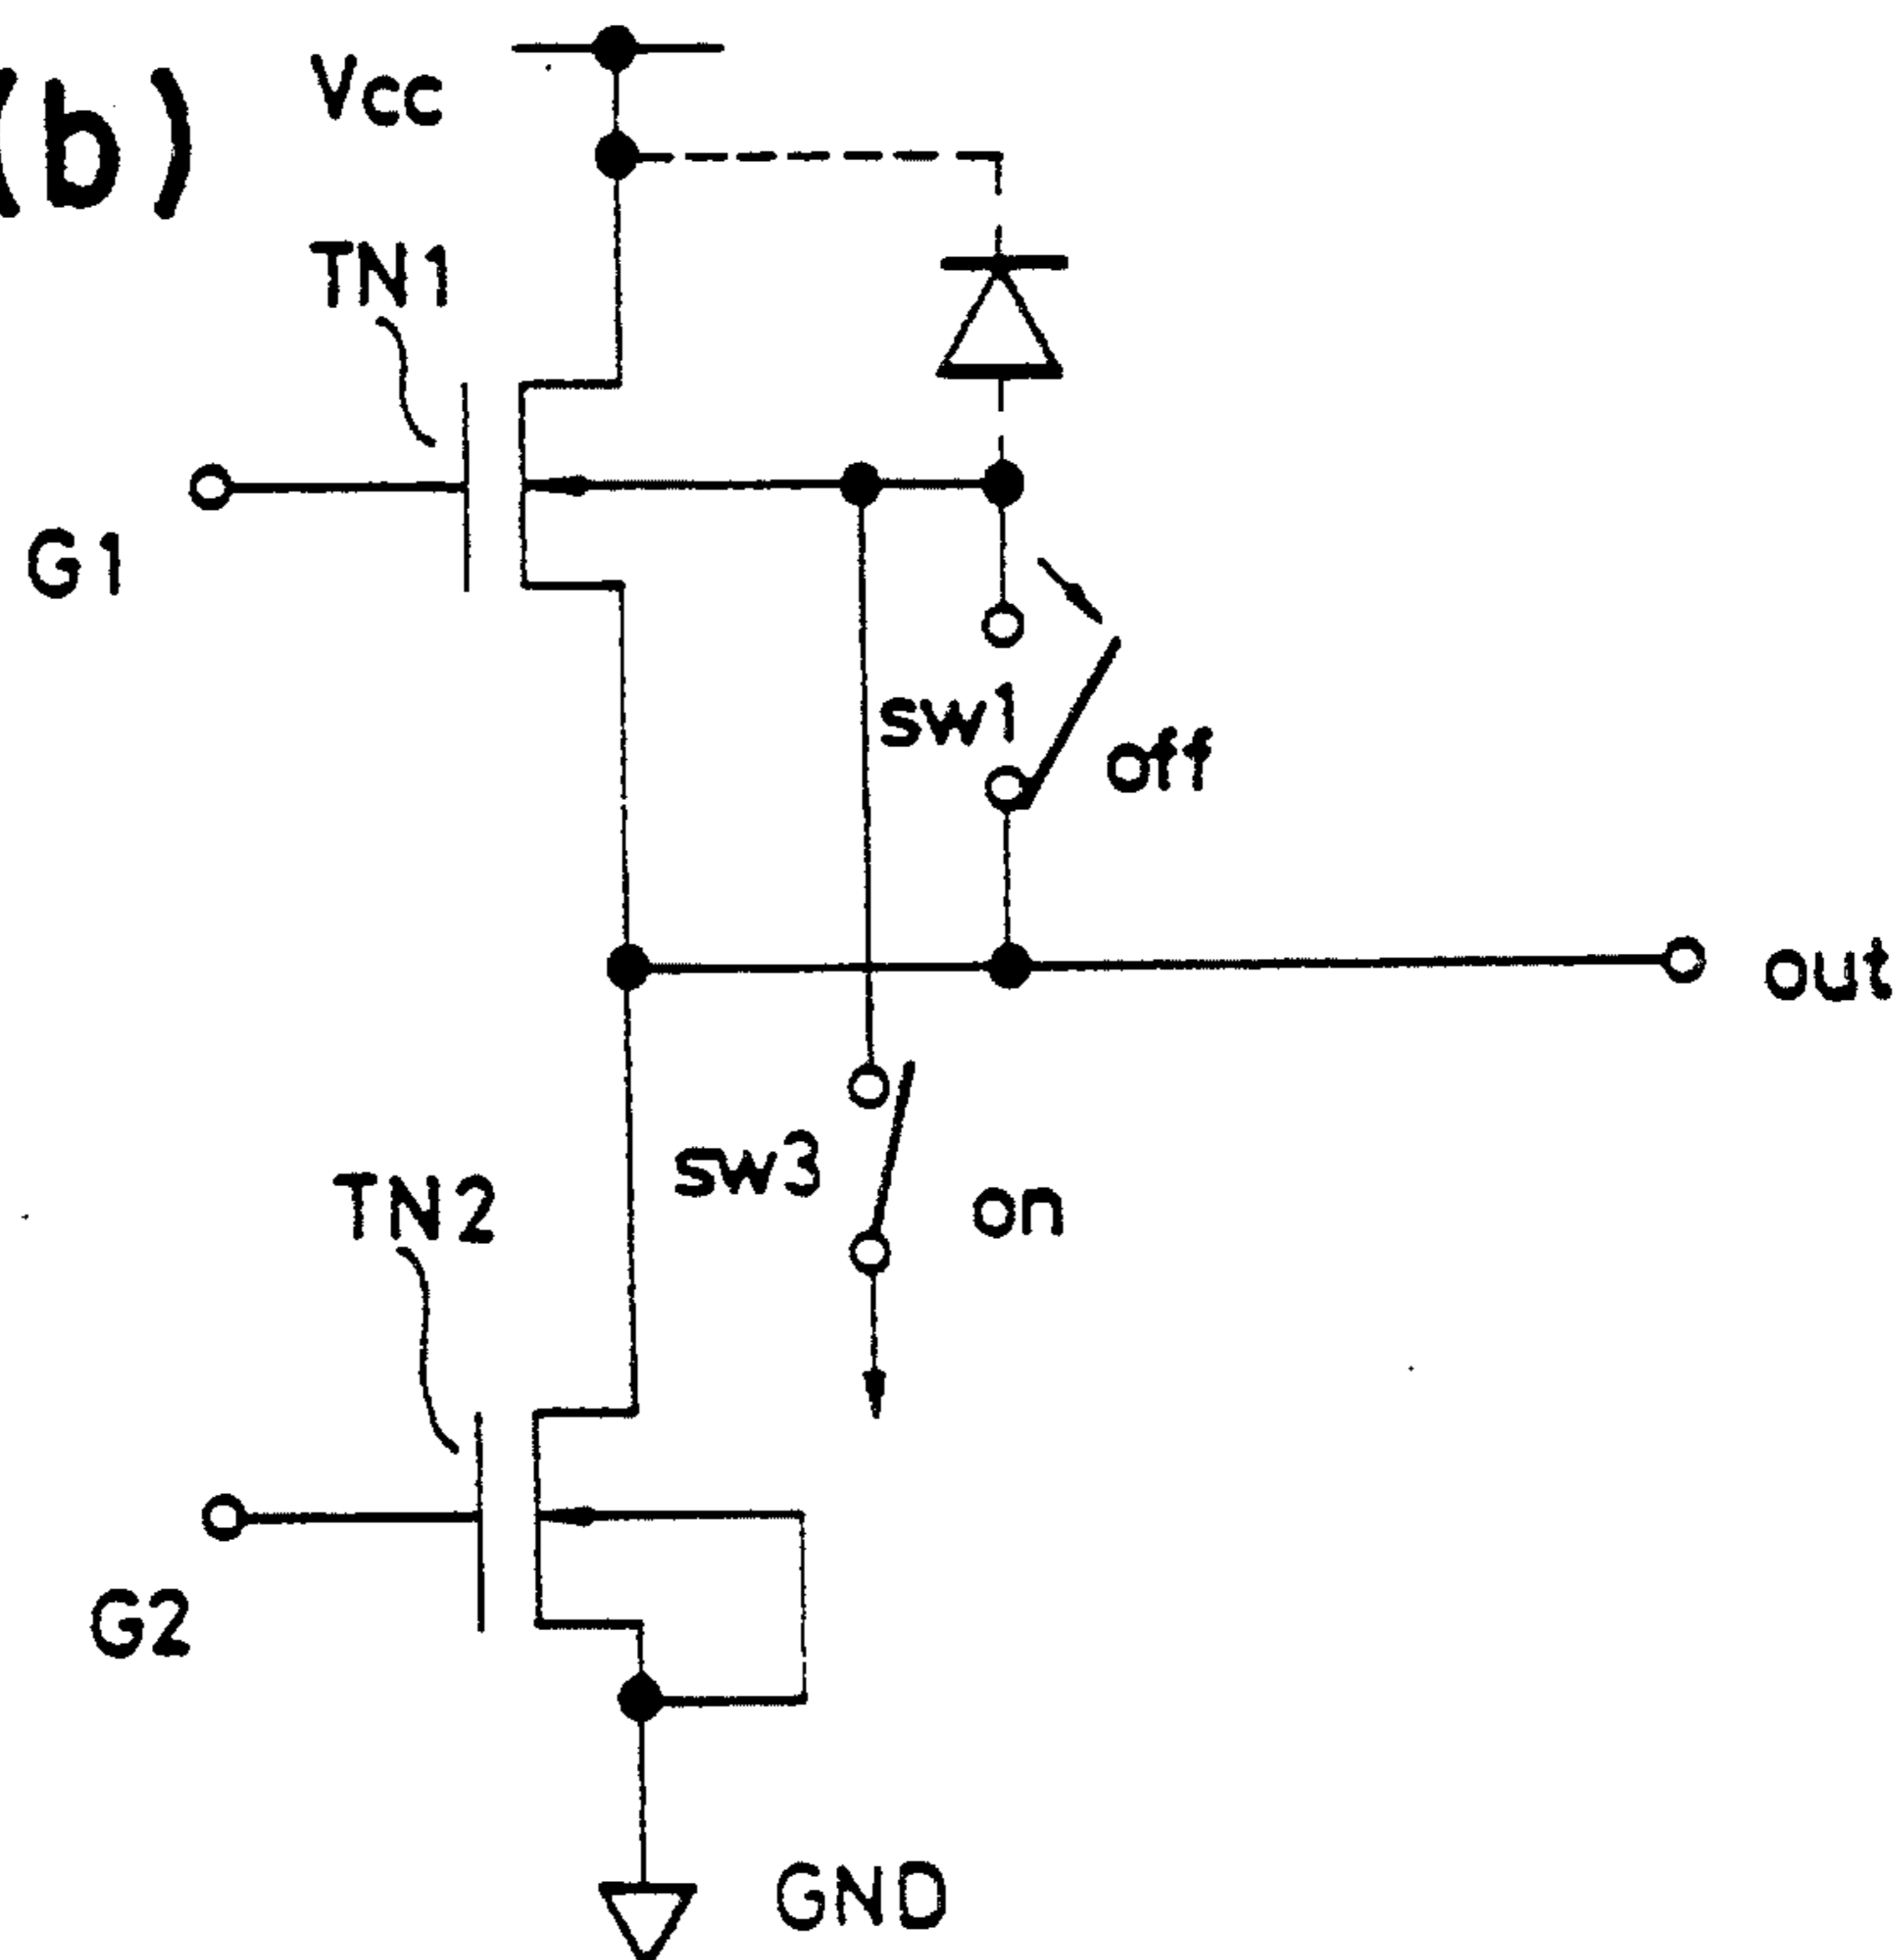 (b)
Vcc
TN1
G1
sw1
off
out
sw3
on
TN2
G2
GND